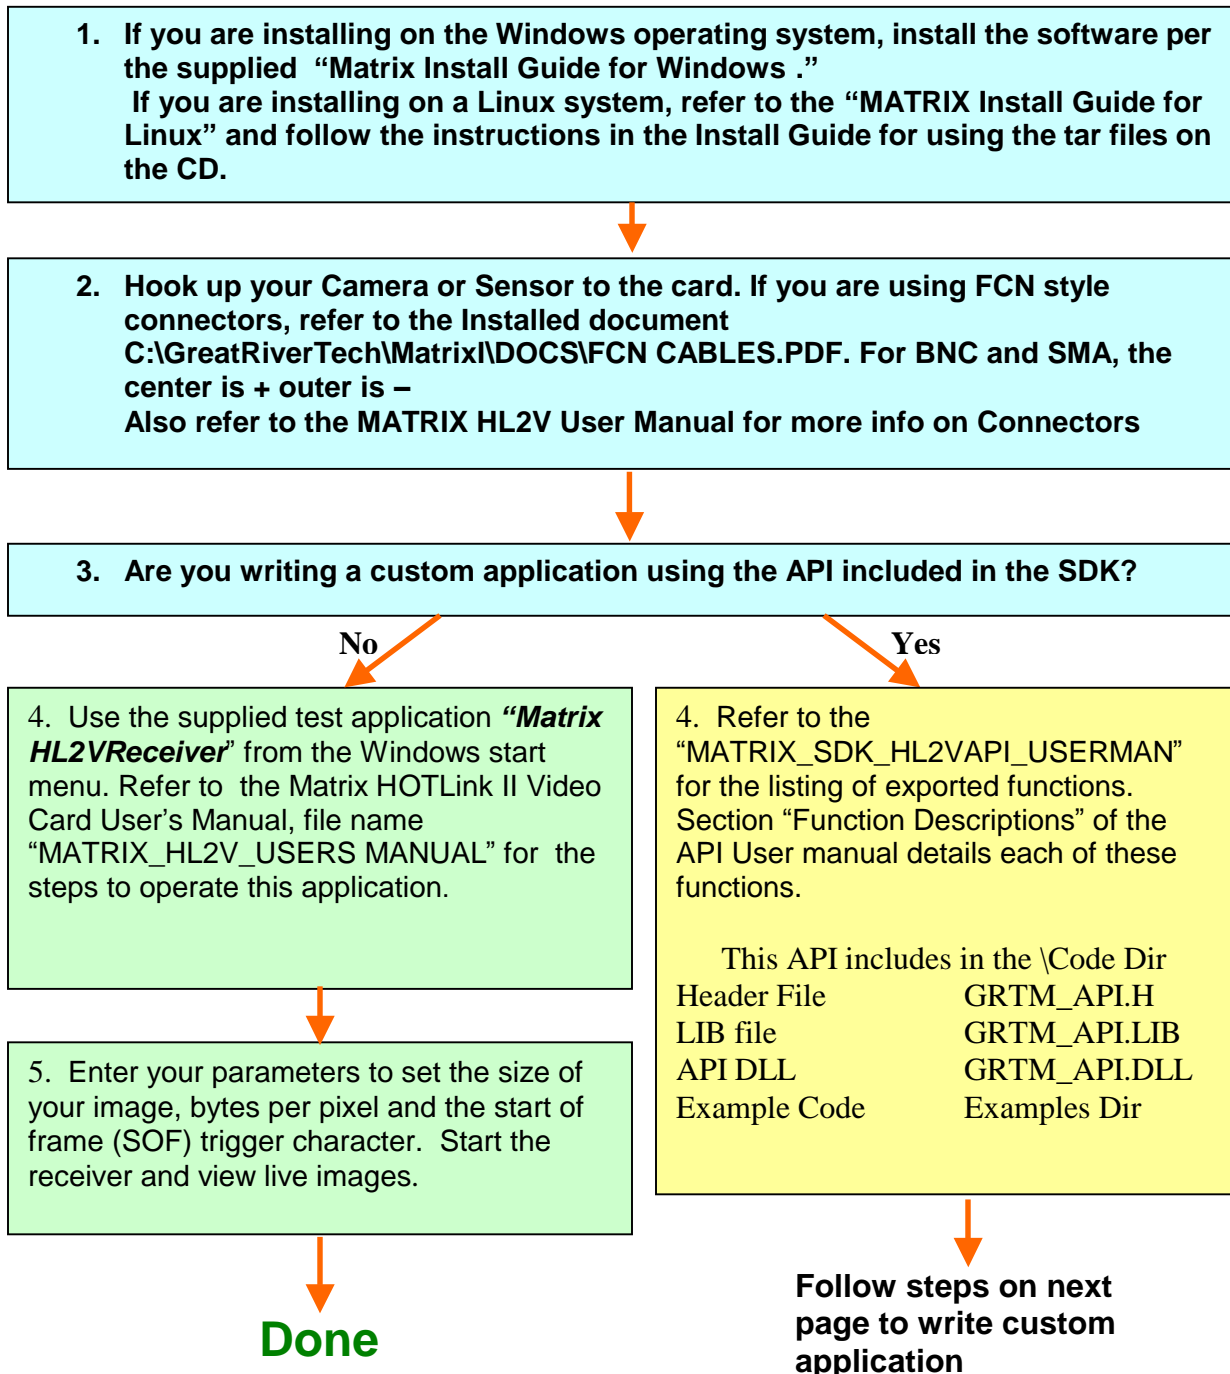 1. If you are installing on the Windows operating system, install the software per
the supplied “Matrix Install Guide for Windows .”
If you are installing on a Linux system, refer to the “MATRIX Install Guide for
Linux” and follow the instructions in the Install Guide for using the tar files on
the CD.
2. Hook up your Camera or Sensor to the card. If you are using FCN style
connectors, refer to the Installed document
C:\GreatRiverTech\MatrixI\DOCS\FCN CABLES.PDF. For BNC and SMA, the
center is + outer is –
Also refer to the MATRIX HL2V User Manual for more info on Connectors
3. Are you writing a custom application using the API included in the SDK?
No
Yes
4. Use the supplied test application “Matrix
HL2VReceiver” from the Windows start
menu. Refer to the Matrix HOTLink II Video
Card User’s Manual, file name
“MATRIX_HL2V_USERS MANUAL” for the
steps to operate this application.
5. Enter your parameters to set the size of
your image, bytes per pixel and the start of
frame (SOF) trigger character. Start the
receiver and view live images.
Done
4. Refer to the
“MATRIX_SDK_HL2VAPI_USERMAN”
for the listing of exported functions.
Section “Function Descriptions” of the
API User manual details each of these
functions.
This API includes in the \Code Dir
Header File GRTM_API.H
LIB file GRTM_API.LIB
API DLL GRTM_API.DLL
Example Code Examples Dir
Follow steps on next
page to write custom
application